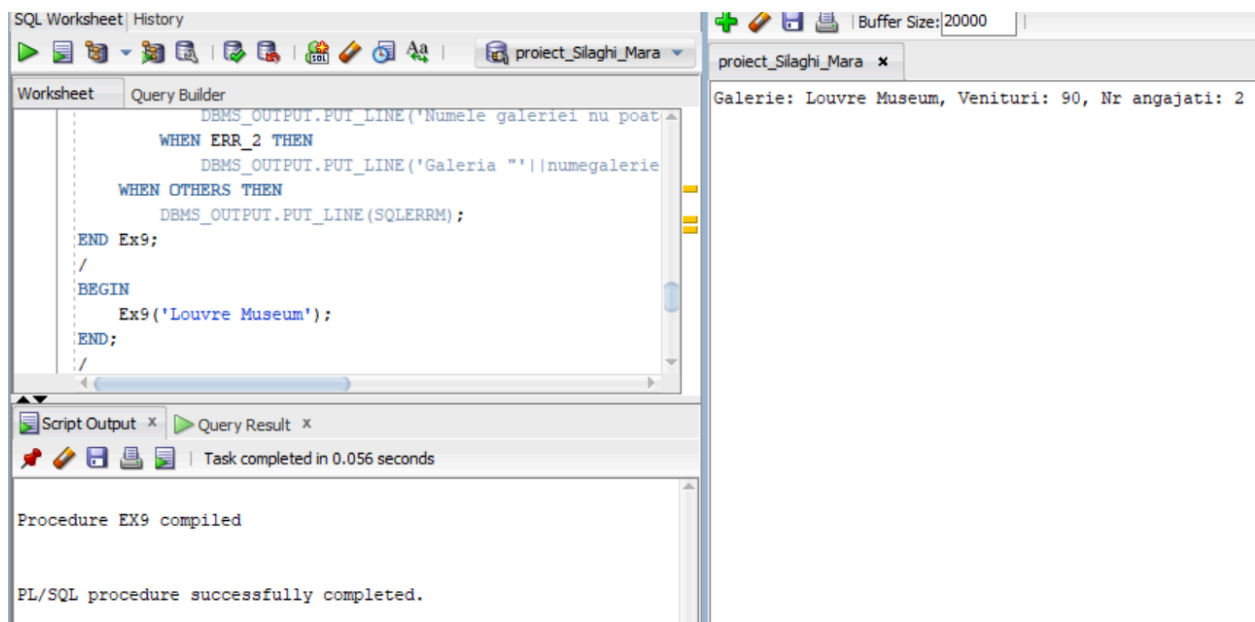 SQL Worksheet History
proiect_Silaghi_Mara
Worksheet Query Builder
DBMS_OUTPUT.PUT_LINE('Numele galeriei nu poat
WHEN ERR_2 THEN
DBMS_OUTPUT.PUT_LINE('Galeria "'||numegalerie
WHEN OTHERS THEN
DBMS_OUTPUT.PUT_LINE(SQLERRM);
END Ex9;
/
BEGIN
Ex9('Louvre Museum');
END;
/
Script Output x Query Result x
Task completed in 0.056 seconds
Procedure EX9 compiled
PL/SQL procedure successfully completed.
Buffer Size: 20000
proiect_Silaghi_Mara x
Galerie: Louvre Museum, Venituri: 90, Nr angajati: 2